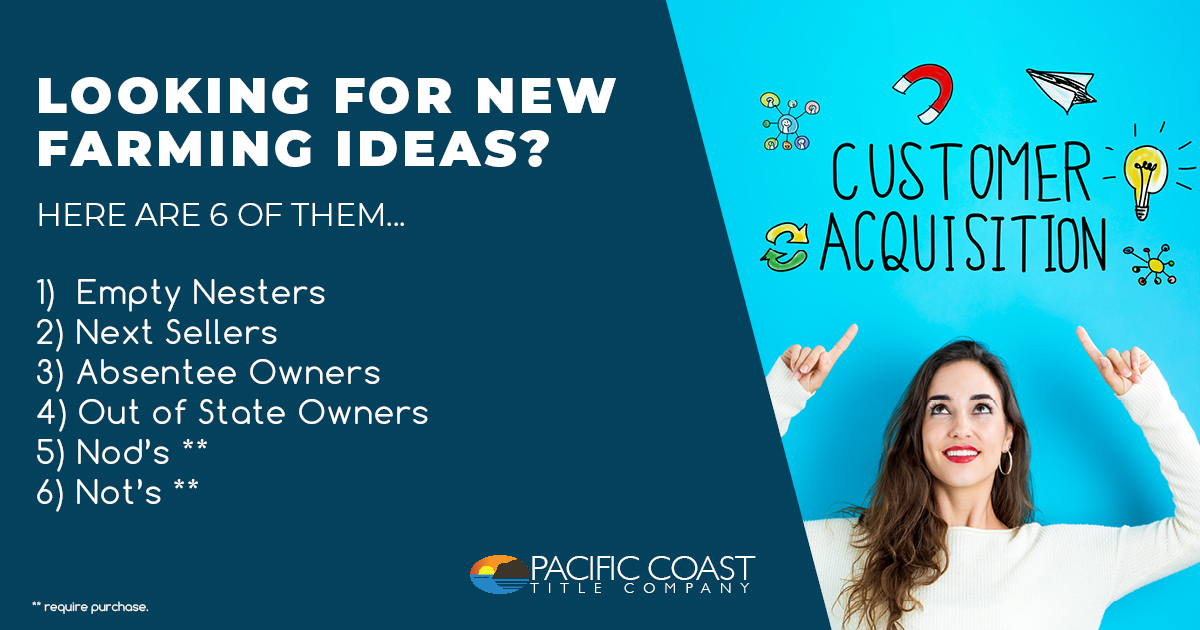 LOOKING FOR NEW
FARMING IDEAS?
HERE ARE 6 OF THEM...
1) Empty Nesters
2) Next Sellers
3) Absentee Owners
4) Out of State Owners
5) Nod's **
6) Not's **
PACIFIC COAST
TITLE COMPANY
** require purchase.
CUSTOMER
ACQUISITION